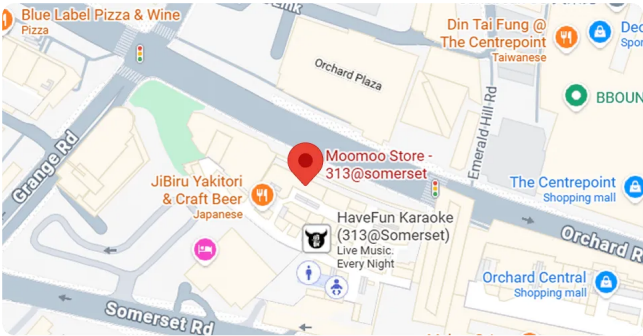 Blue Label Pizza & Wine
Pizza
Din Tai Fung @
The Centrepoint
Taiwanese
Orchard Plaza
BBOUN
Emerald Hill Rd
Grange Rd
Moomoo Store -
313@somerset
JiBiru Yakitori
& Craft Beer
Japanese
The Centrepoint
Shopping mall
HaveFun Karaoke
(313@Somerset)
Live Music.
Every Night
Orchard R
Orchard Central
Shopping mall
Somerset Rd